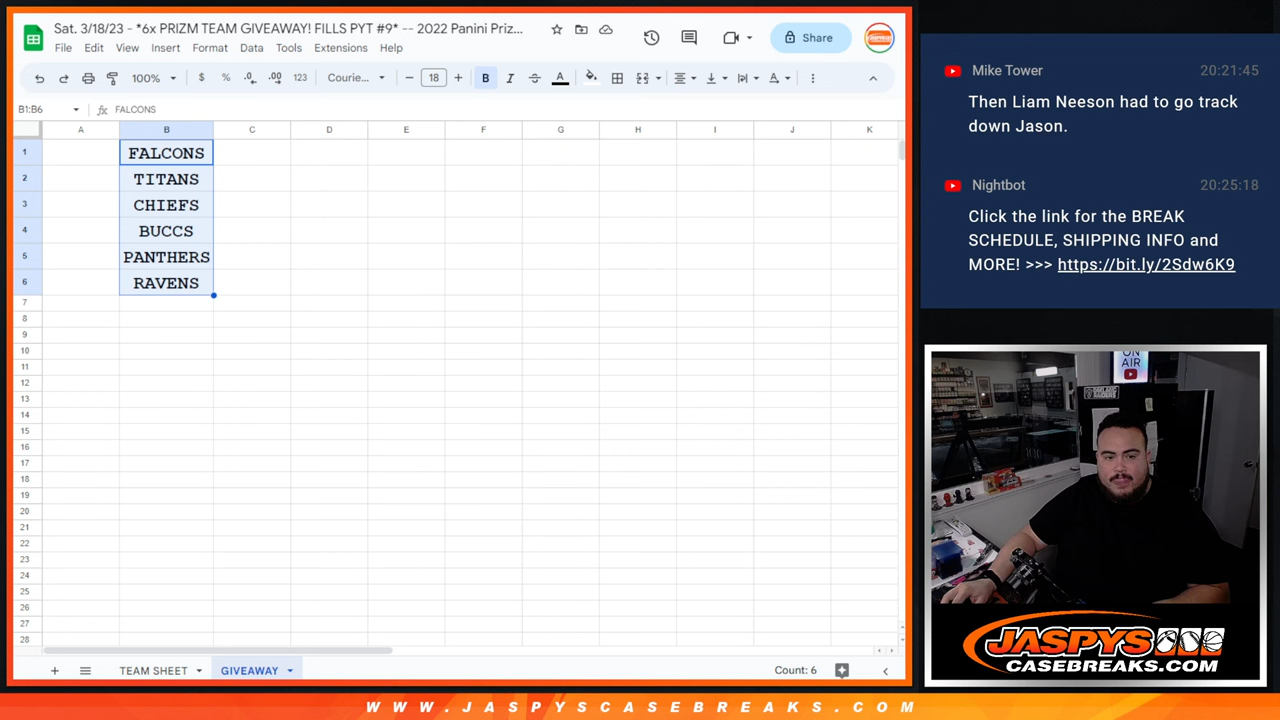 Sat. 3/18/23 - *6x PRIZM TEAM GIVEAWAY! FILLS PYT #9* -- 2022 Panini Priz...
Share
File Edit View Insert Format Data Tools Extensions Help
100% $ % .0 .00 123 Courie... 18 B I A
B1:B6 FALCONS
A B C D E F G H I J K
1 FALCONS
2 TITANS
3 CHIEFS
4 BUCCS
5 PANTHERS
6 RAVENS
7
8
9
10
11
12
13
14
15
16
17
18
19
20
21
22
23
24
25
26
27
28
TEAM SHEET GIVEAWAY Count: 6
Mike Tower 20:21:45
Then Liam Neeson had to go track
down Jason.
Nightbot 20:25:18
Click the link for the BREAK
SCHEDULE, SHIPPING INFO and
MORE! >>> https://bit.ly/2Sdw6K9
ON
AIR
JASPYS
CASEBREAKS.COM
WWW.JASPYSCASEBREAKS.COM